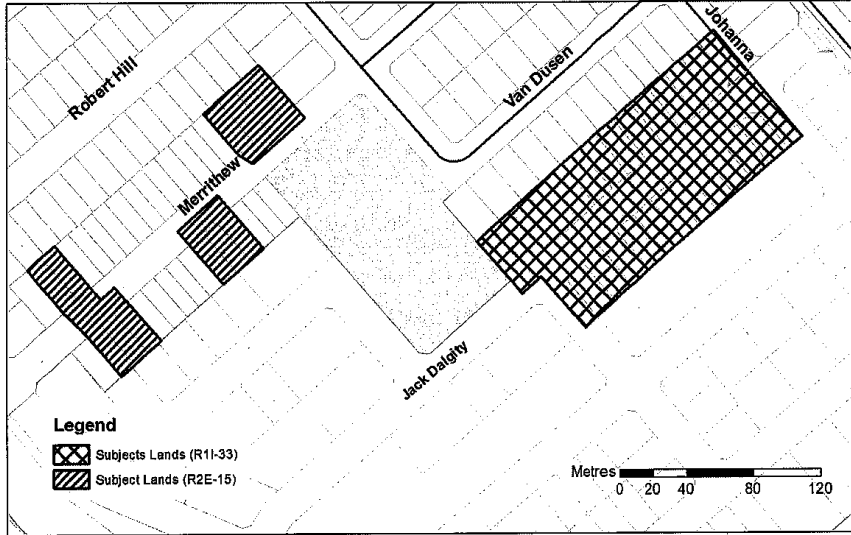 Johanna
Robert Hill
Van Dusen
Merrithew
Jack Dalgity
Legend
Subjects Lands (R1I-33)
Subject Lands (R2E-15)
Metres
0 20 40 80 120